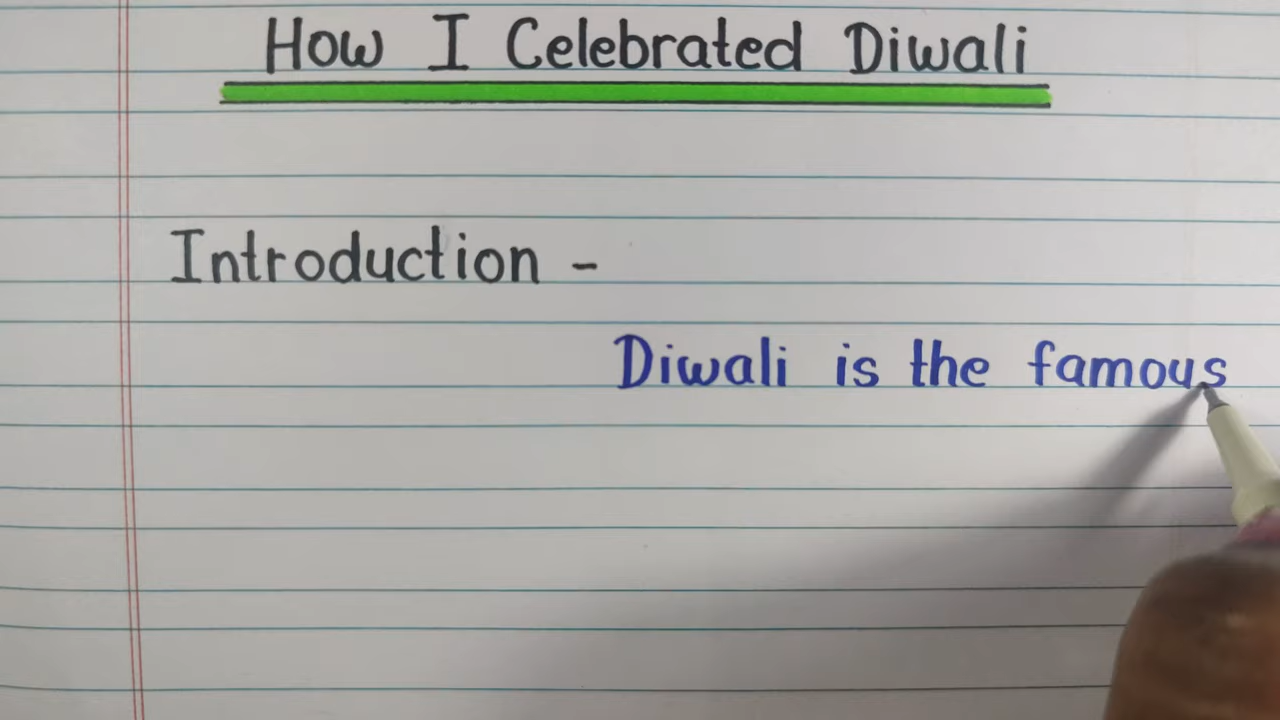 How I Celebrated Diwali
Introduction -
Diwali is the famous